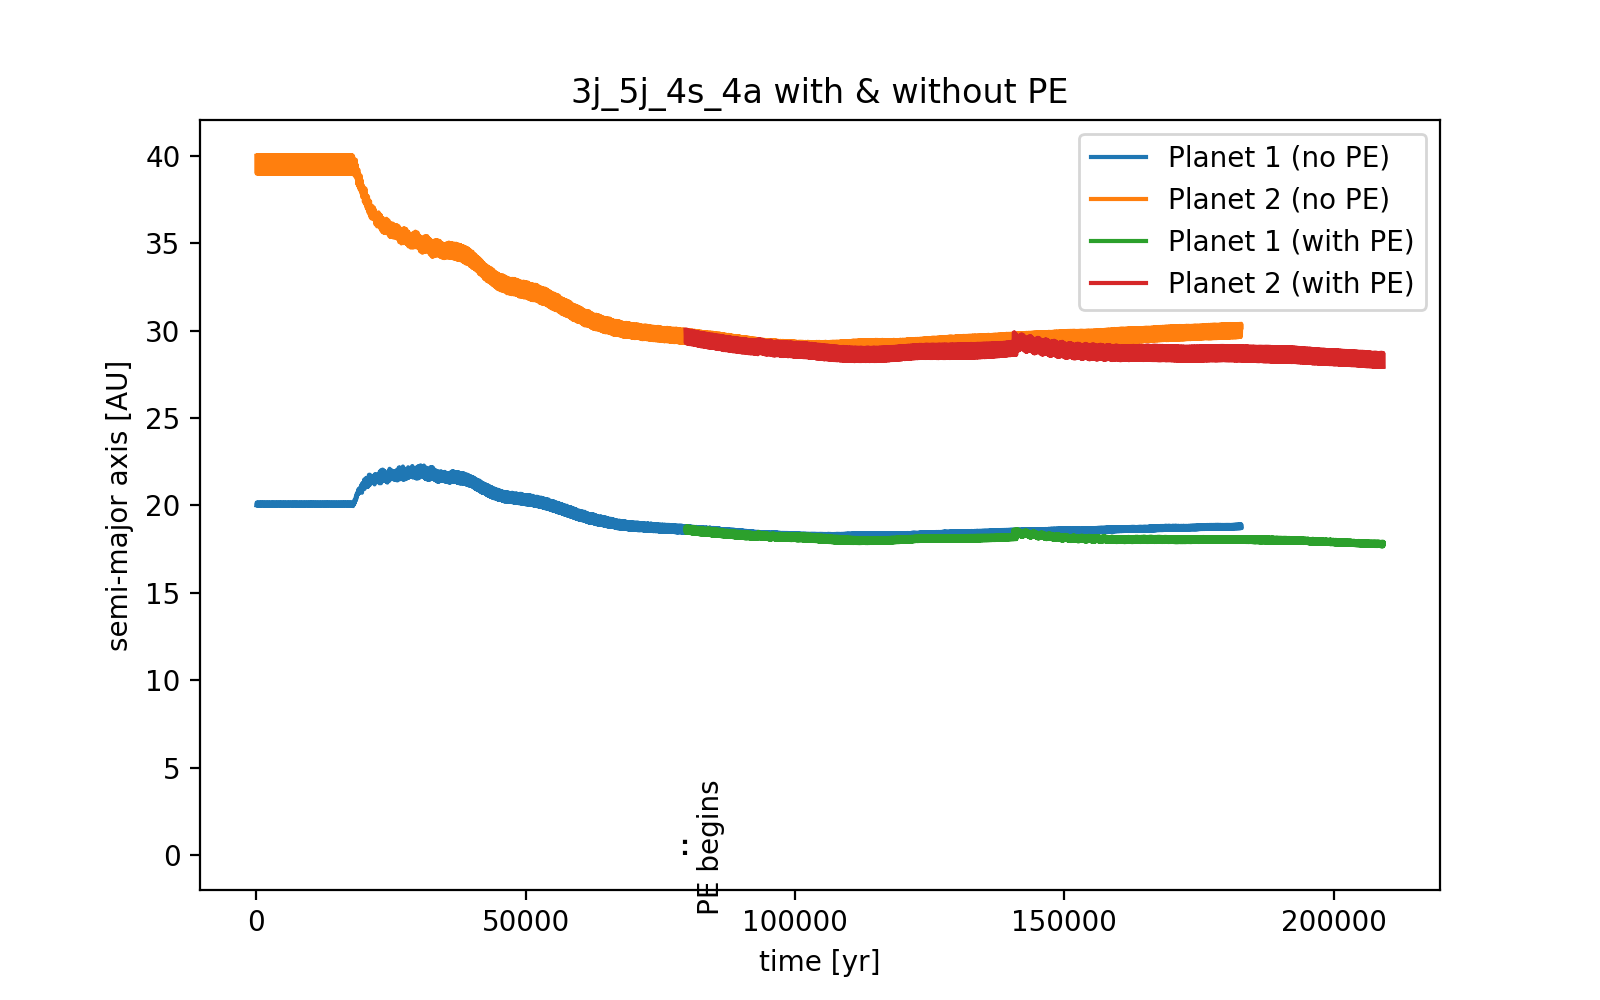 3j_5j_4s_4a with & without PE
Planet 1 (no PE)
Planet 2 (no PE)
Planet 1 (with PE)
Planet 2 (with PE)
semi-major axis [AU]
40
35
30
25
20
15
10
5
0
PE begins
0
50000
100000
150000
200000
time [yr]